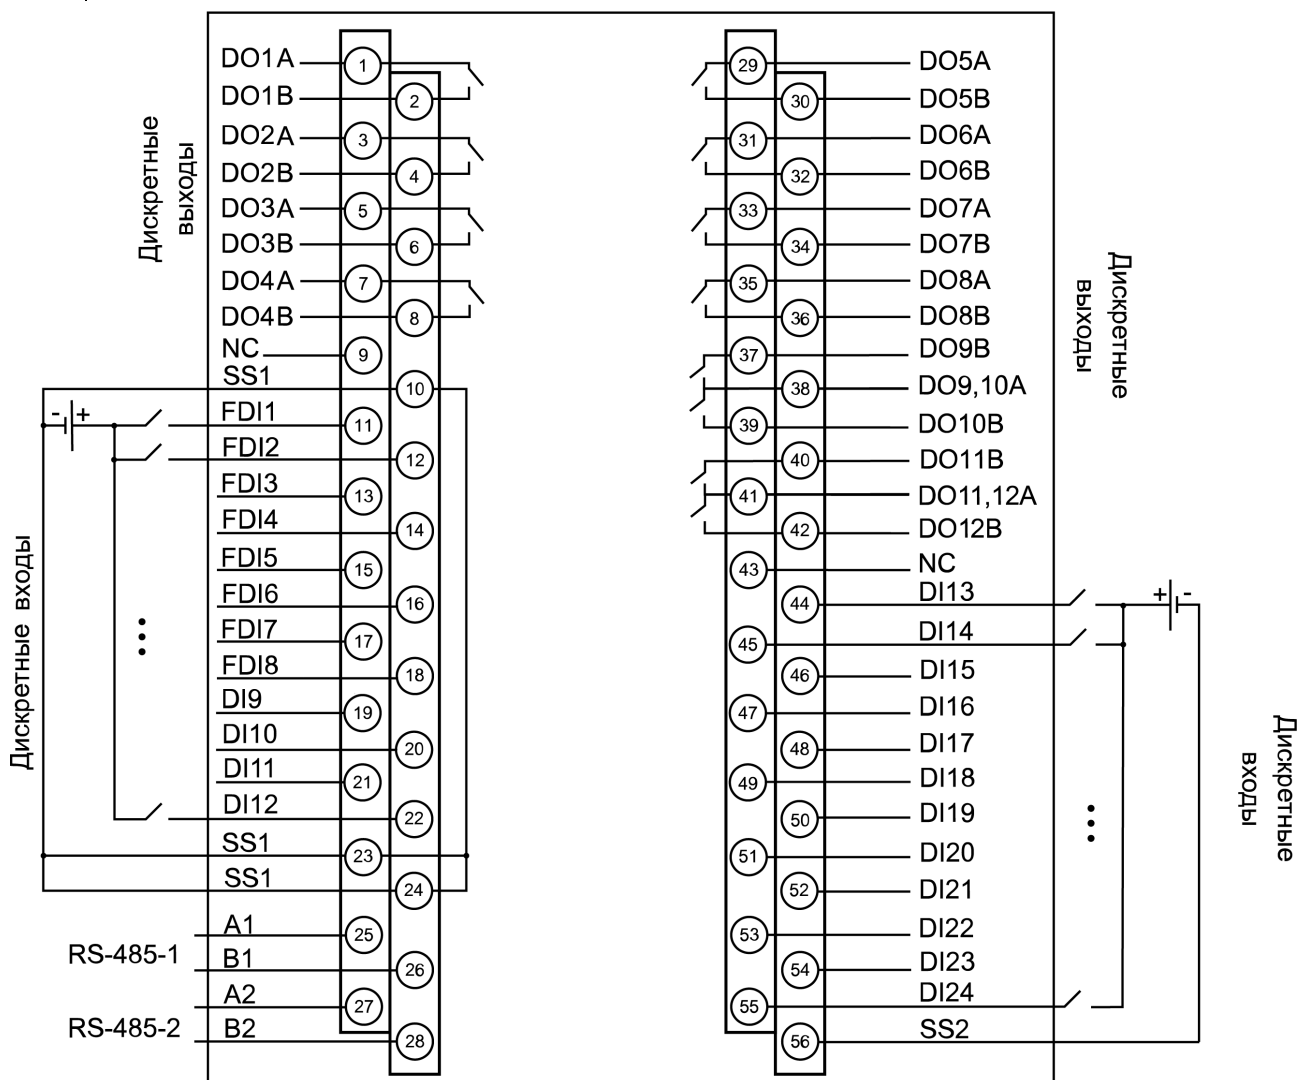 Дискретные
выходы
DO1A 1
DO1B 2
DO2A 3
DO2B 4
DO3A 5
DO3B 6
DO4A 7
DO4B 8
NC 9
SS1 10
- + FDI1 11
FDI2 12
FDI3 13
FDI4 14
FDI5 15
FDI6 16
FDI7 17
FDI8 18
DI9 19
DI10 20
DI11 21
DI12 22
SS1 23
SS1 24
Дискретные входы
RS-485-1
A1 25
B1 26
RS-485-2
A2 27
B2 28
29 DO5A
30 DO5B
31 DO6A
32 DO6B
33 DO7A
34 DO7B
35 DO8A
36 DO8B
37 DO9B
38 DO9,10A
39 DO10B
40 DO11B
41 DO11,12A
42 DO12B
43 NC
44 DI13 + -
45 DI14
46 DI15
47 DI16
48 DI17
49 DI18
50 DI19
51 DI20
52 DI21
53 DI22
54 DI23
55 DI24
56 SS2
Дискретные
выходы
Дискретные
входы